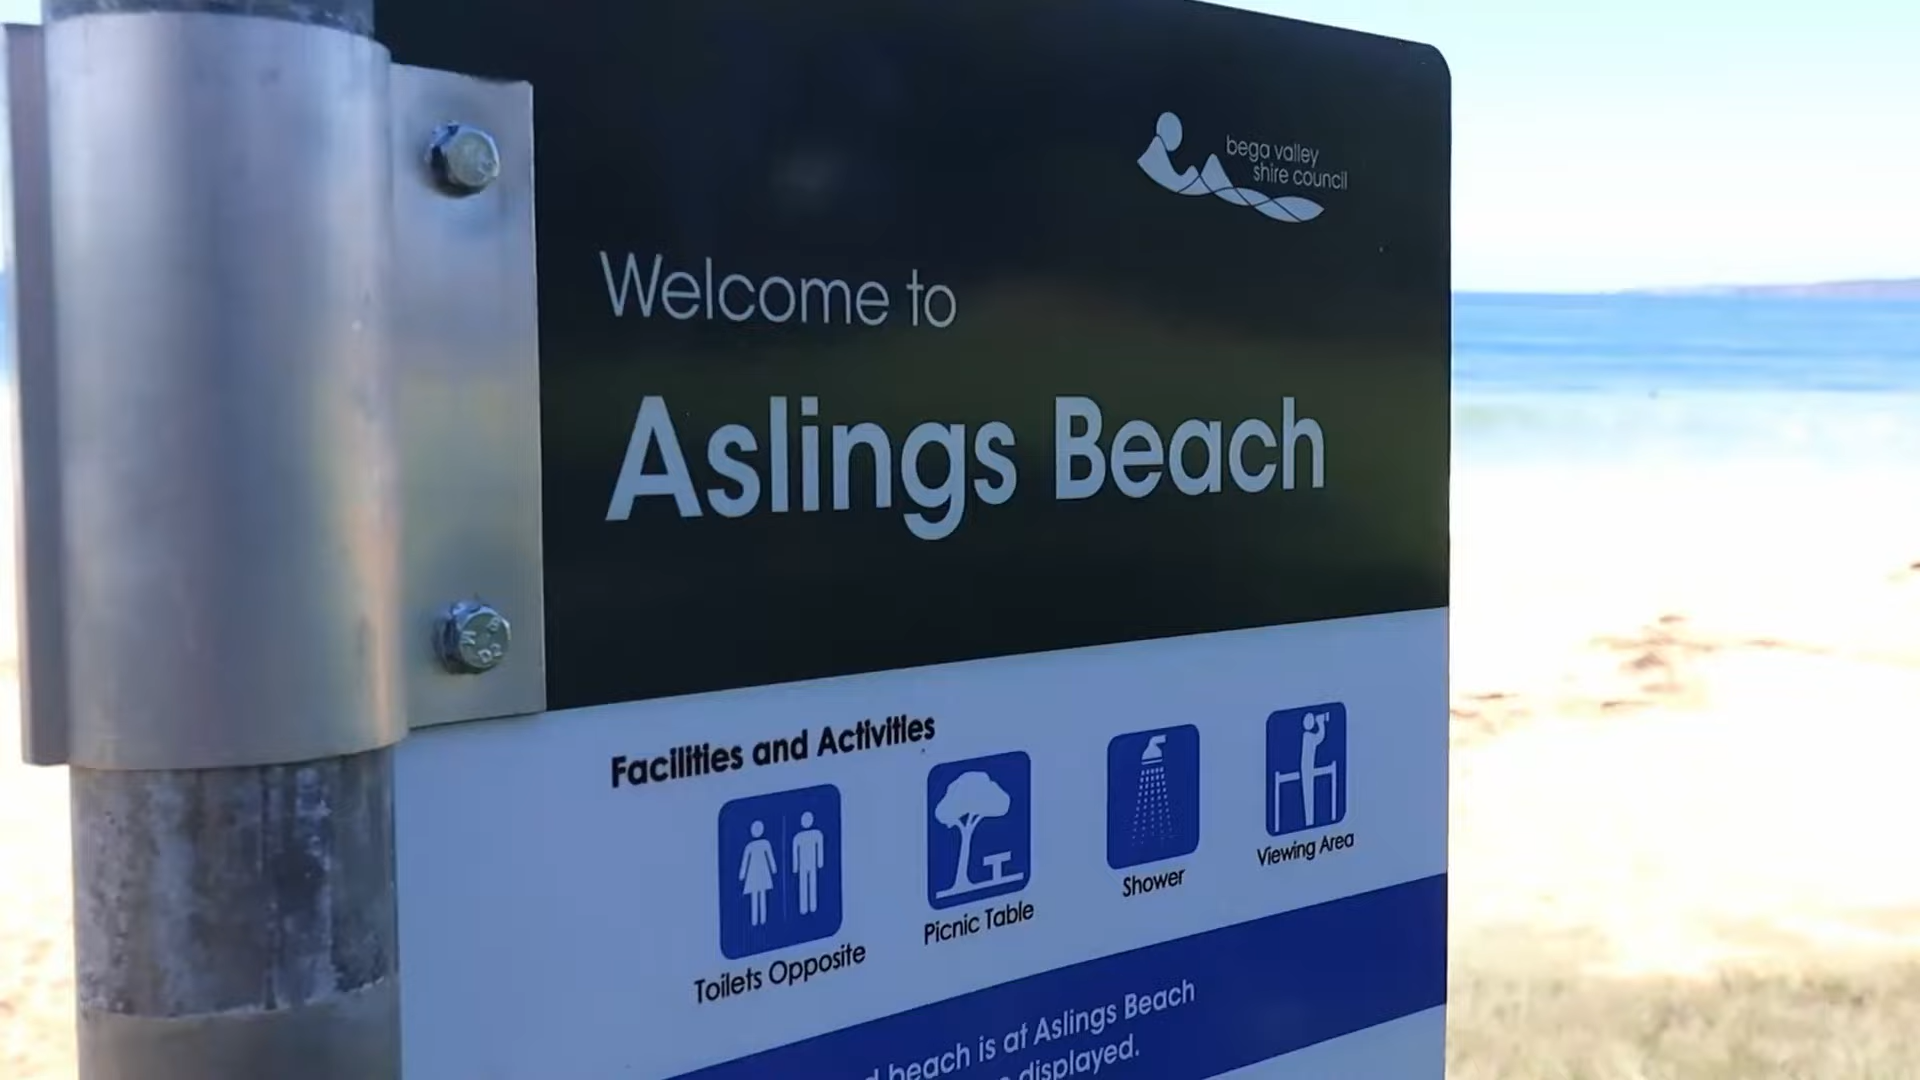 bega valley
shire council
Welcome to
Aslings Beach
Facilities and Activities
Toilets Opposite
Picnic Table
Shower
Viewing Area
beach is at Aslings Beach
displayed.